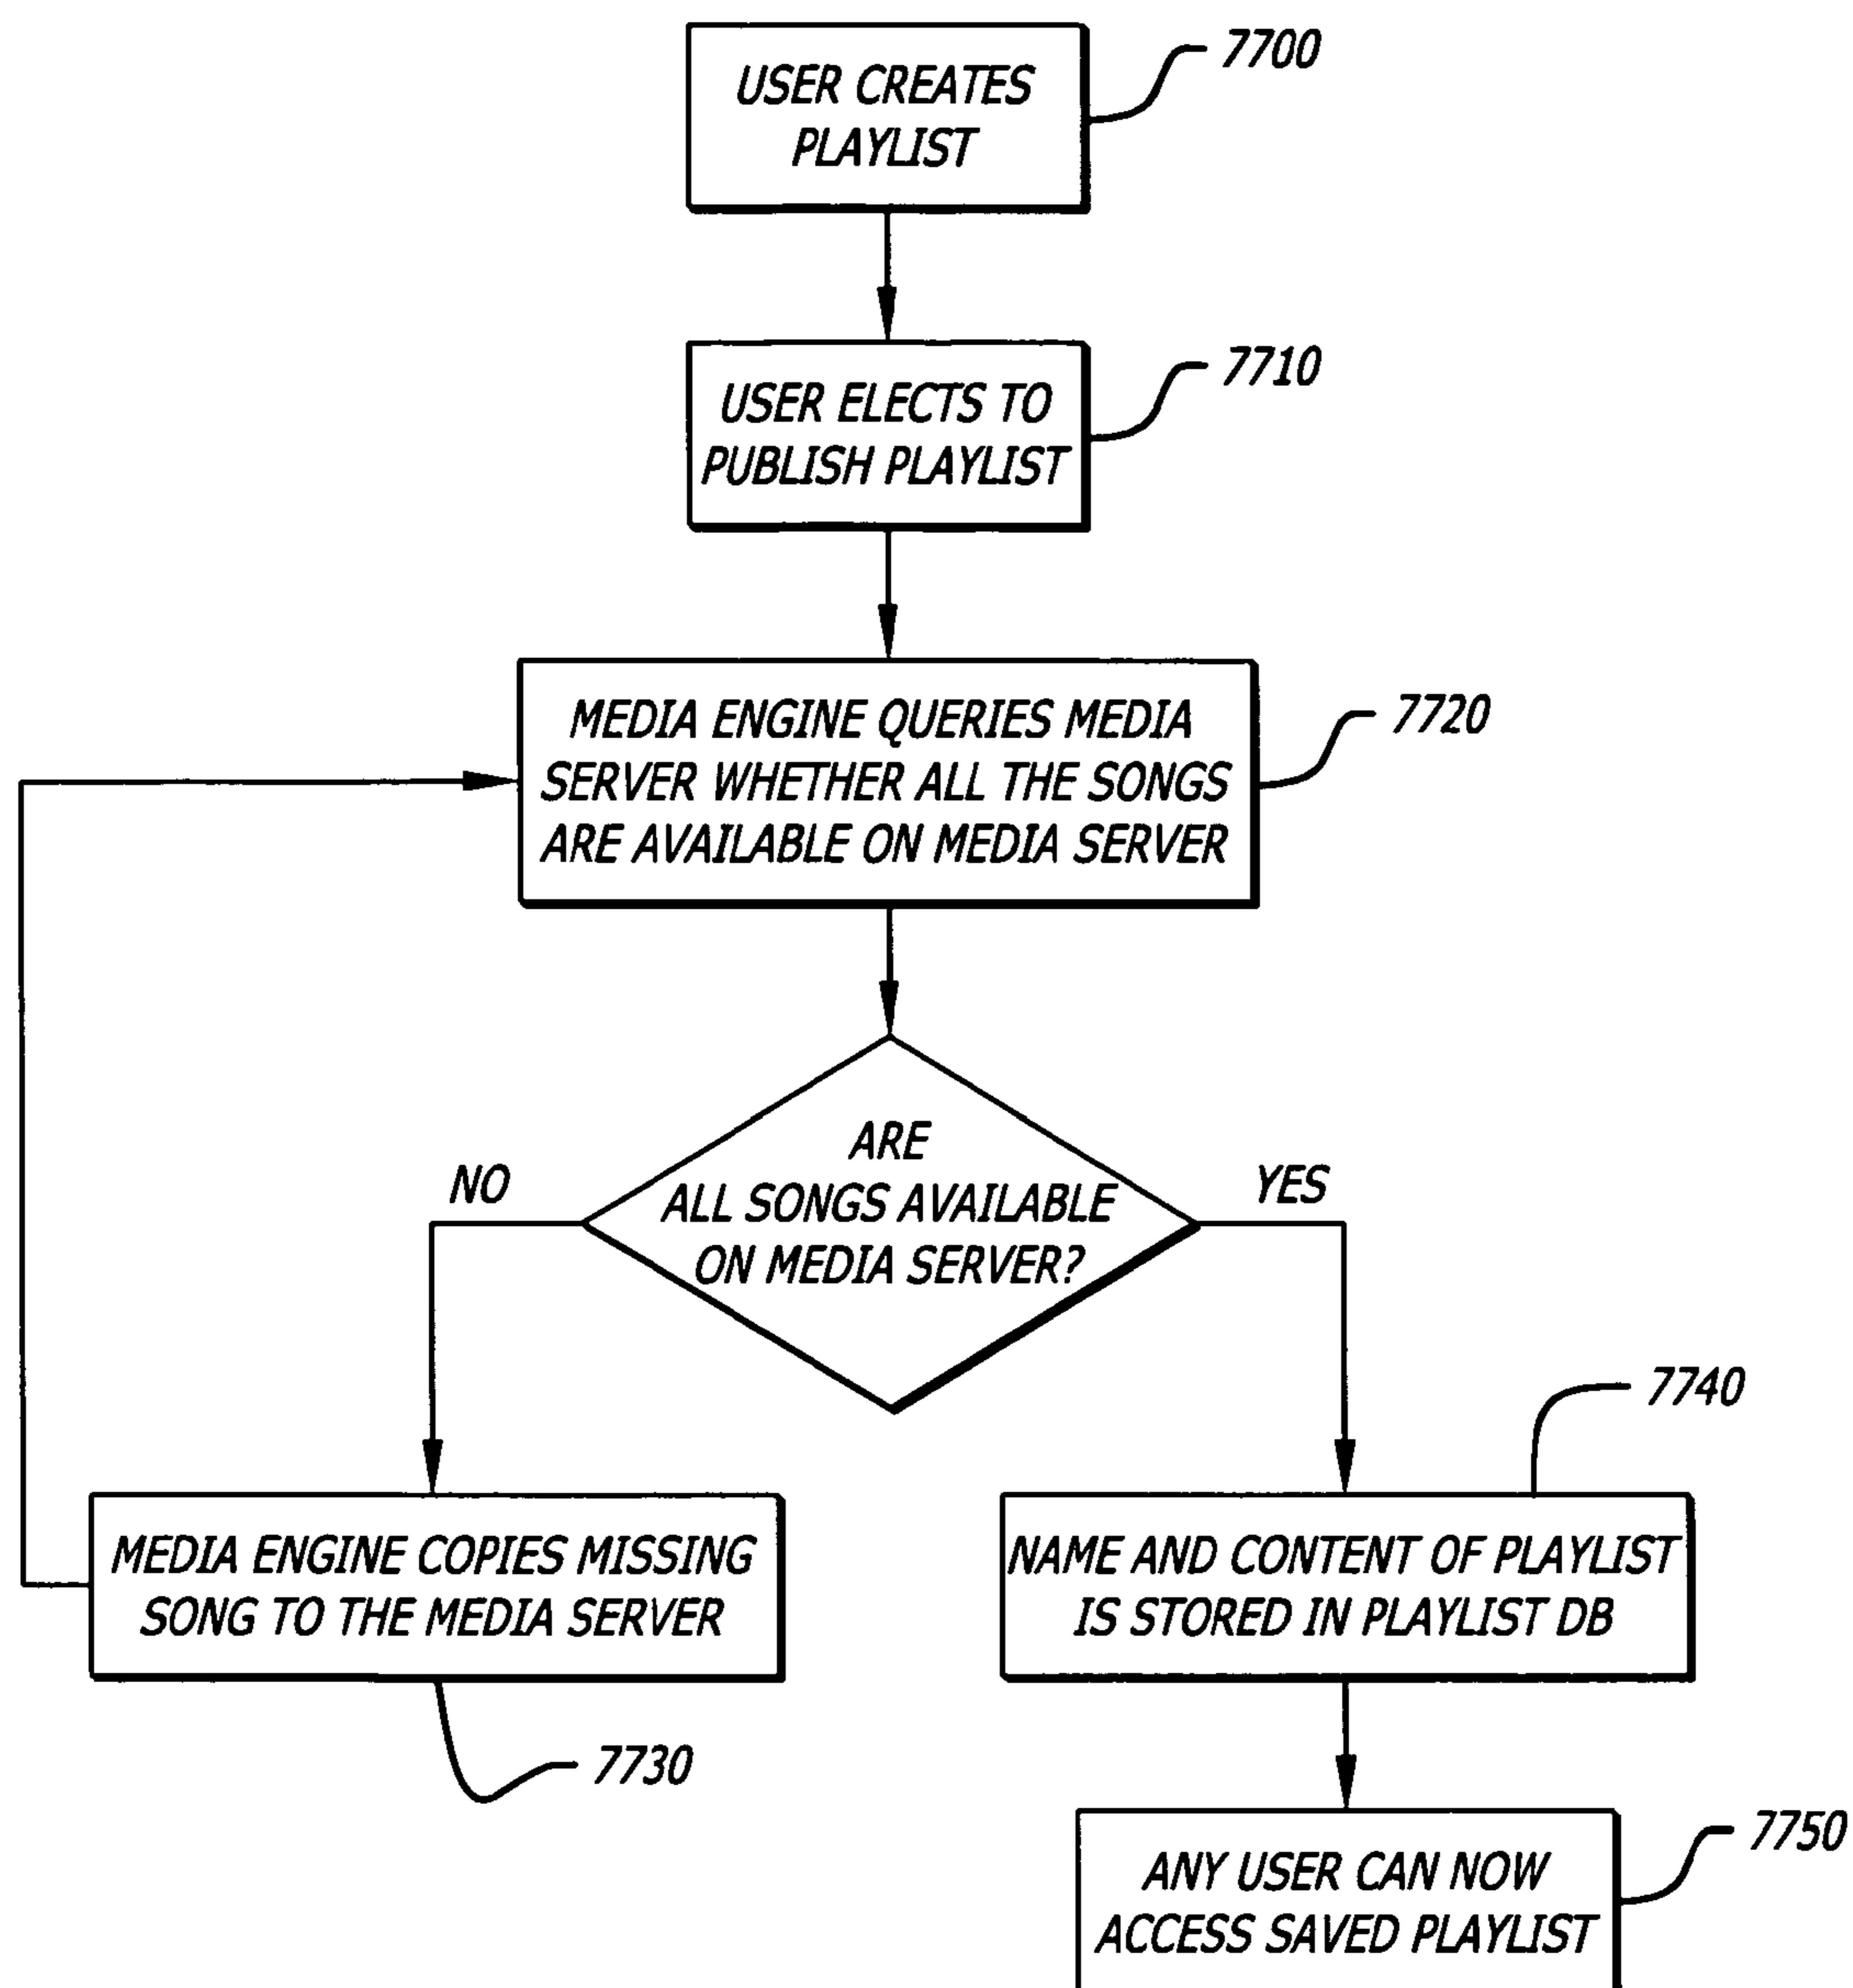 USER CREATES
PLAYLIST
7700
USER ELECTS TO
PUBLISH PLAYLIST
7710
MEDIA ENGINE QUERIES MEDIA
SERVER WHETHER ALL THE SONGS
ARE AVAILABLE ON MEDIA SERVER
7720
ARE
ALL SONGS AVAILABLE
ON MEDIA SERVER?
NO
YES
MEDIA ENGINE COPIES MISSING
SONG TO THE MEDIA SERVER
7730
7740
NAME AND CONTENT OF PLAYLIST
IS STORED IN PLAYLIST DB
ANY USER CAN NOW
ACCESS SAVED PLAYLIST
7750